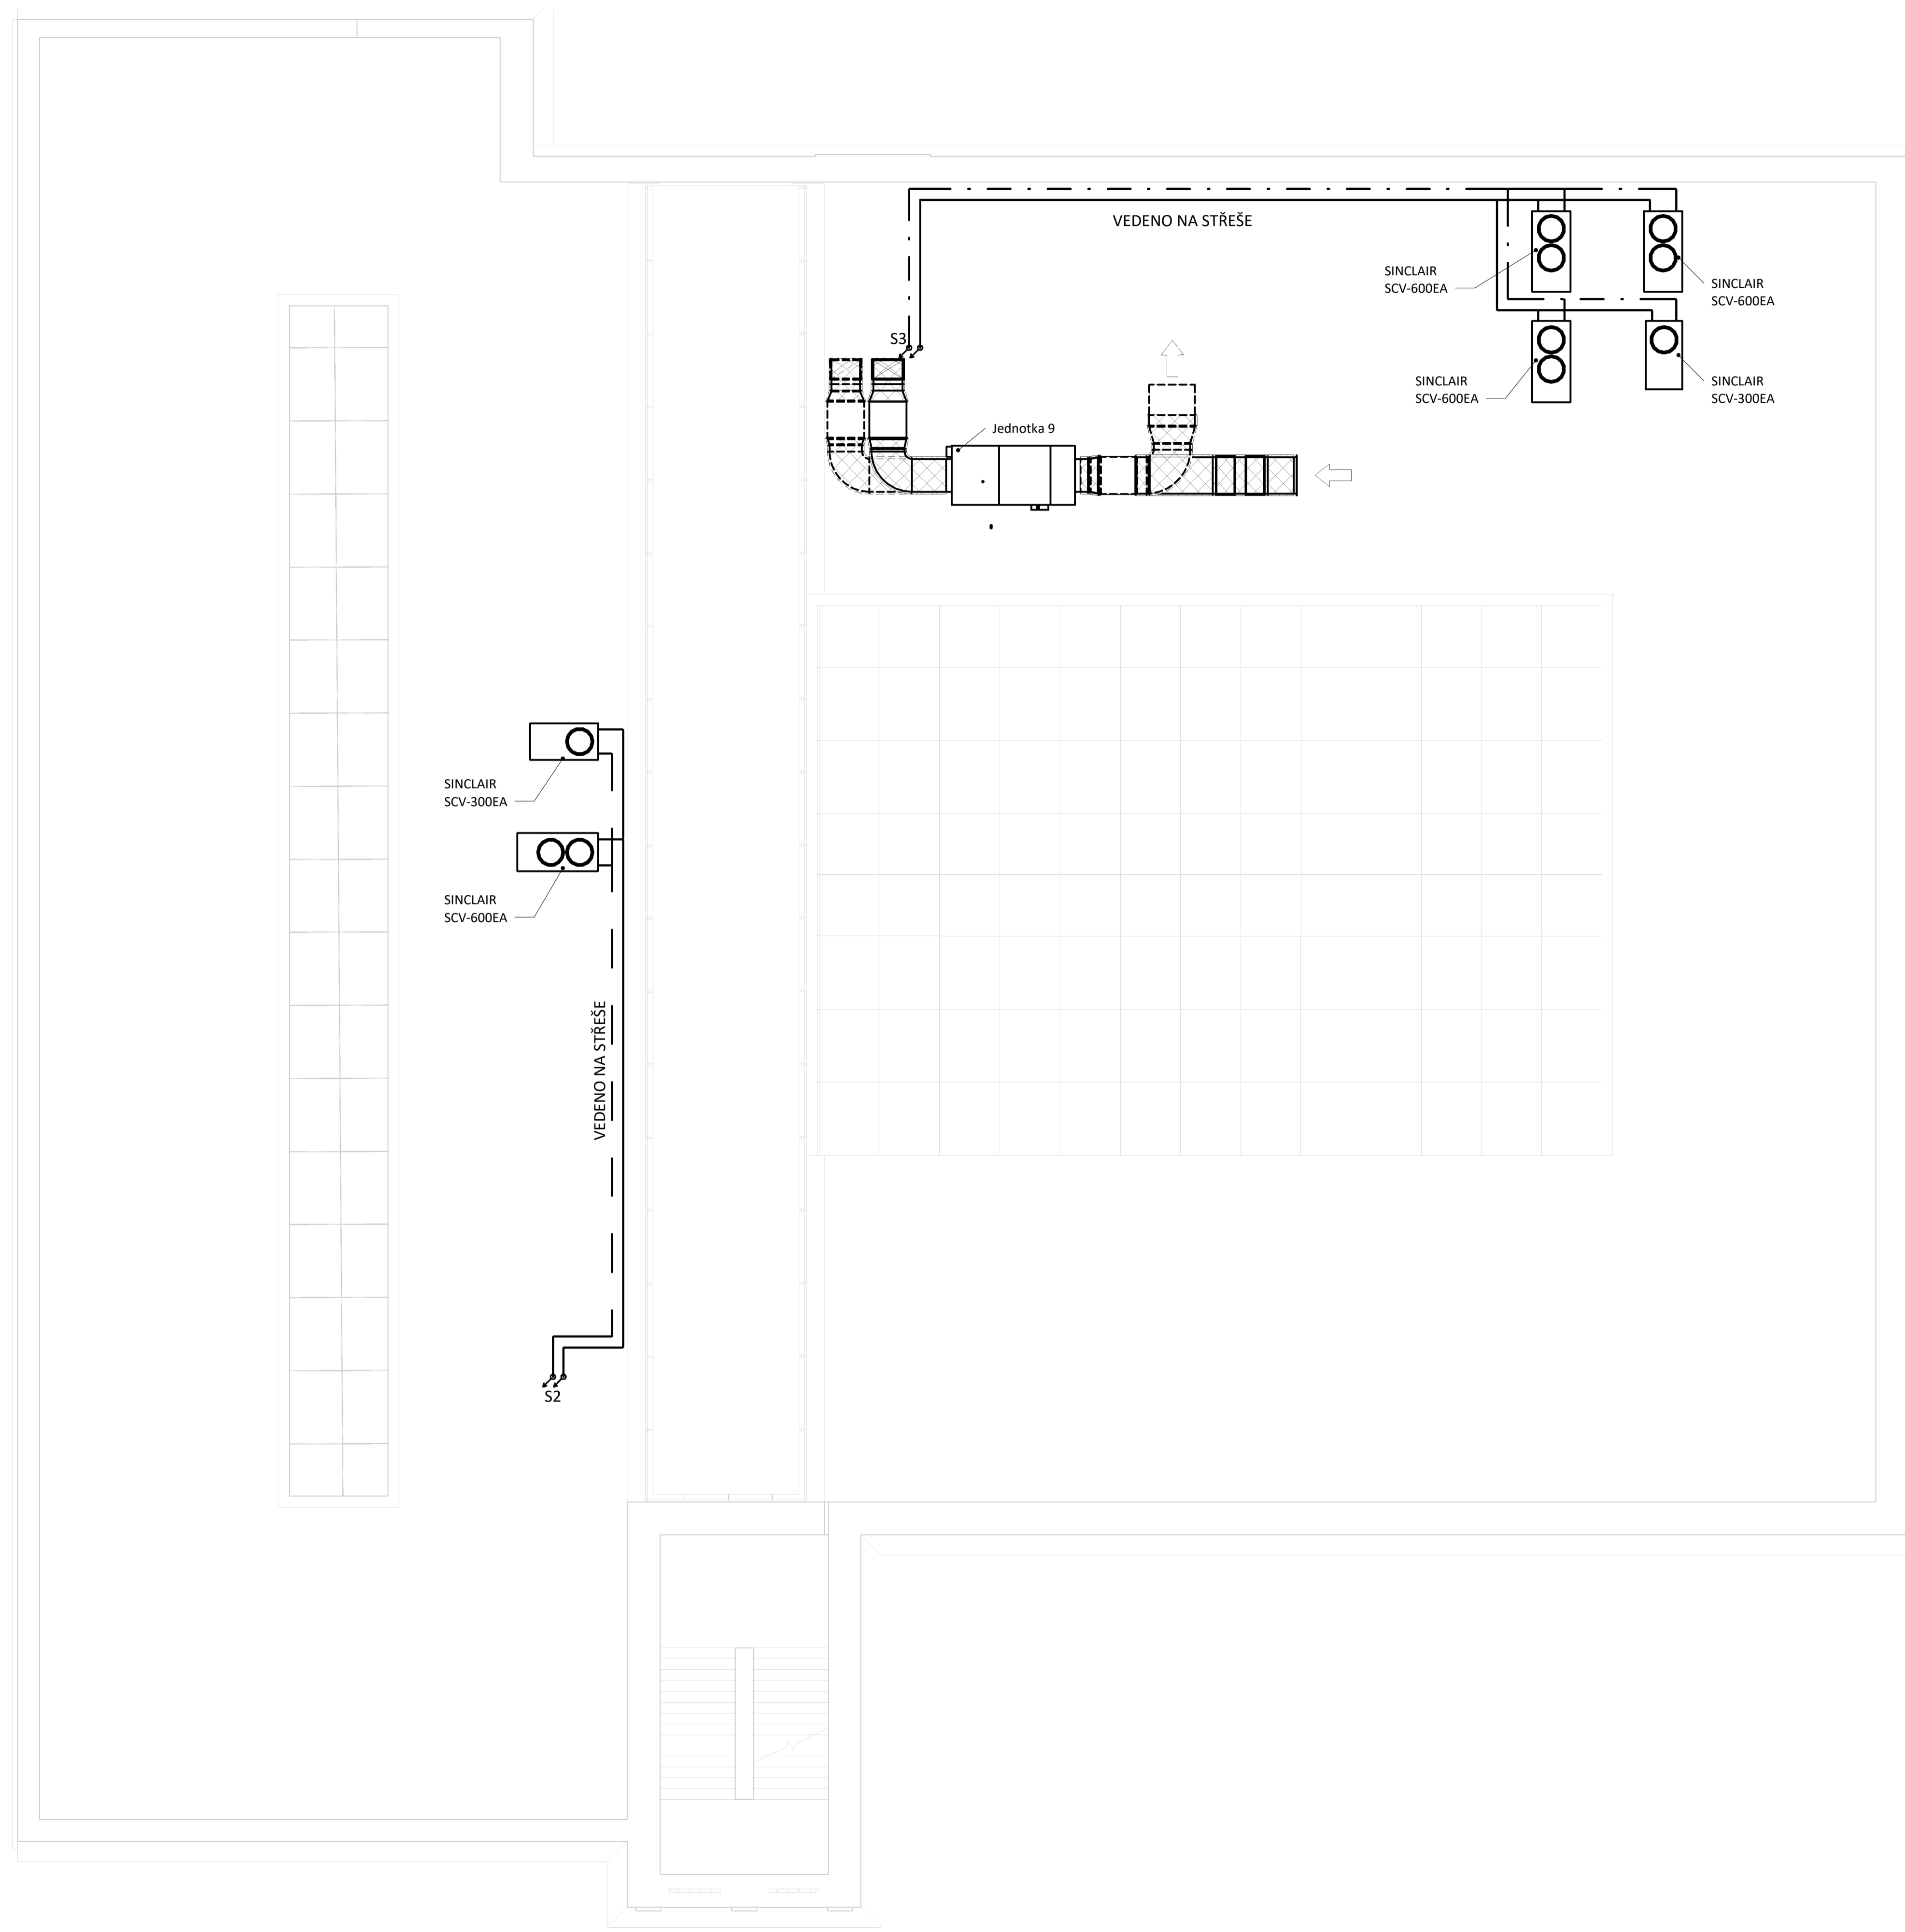 VEDENO NA STŘEŠE
SINCLAIR
SCV-600EA
SINCLAIR
SCV-600EA
S3
SINCLAIR
SCV-600EA
SINCLAIR
SCV-300EA
Jednotka 9
SINCLAIR
SCV-300EA
SINCLAIR
SCV-600EA
VEDENO NA STŘEŠE
S2